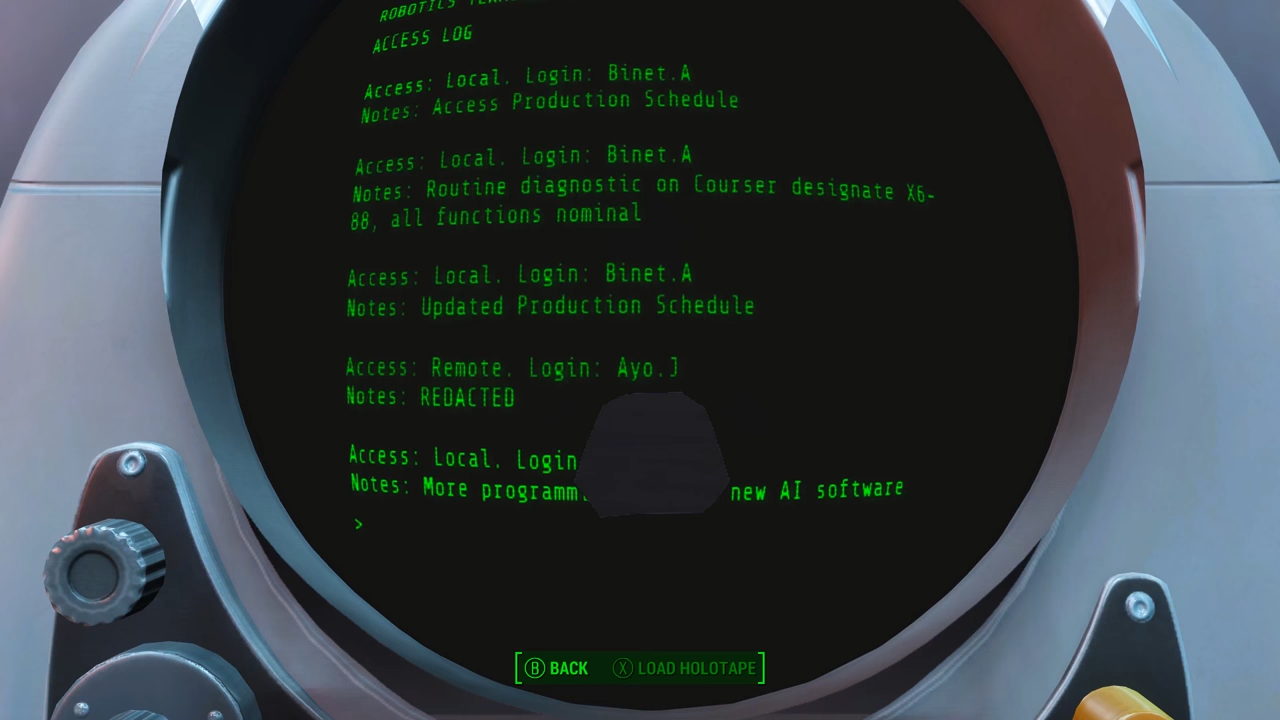 ROBOTICS
ACCESS LOG
Access: Local. Login: Binet.A
Notes: Access Production Schedule
Access: Local. Login: Binet.A
Notes: Routine diagnostic on Courser designate X6-
88, all functions nominal
Access: Local. Login: Binet.A
Notes: Updated Production Schedule
Access: Remote. Login: Ayo.J
Notes: REDACTED
Access: Local. Login
Notes: More new AI software
>
[ (B) BACK (X) LOAD HOLOTAPE ]